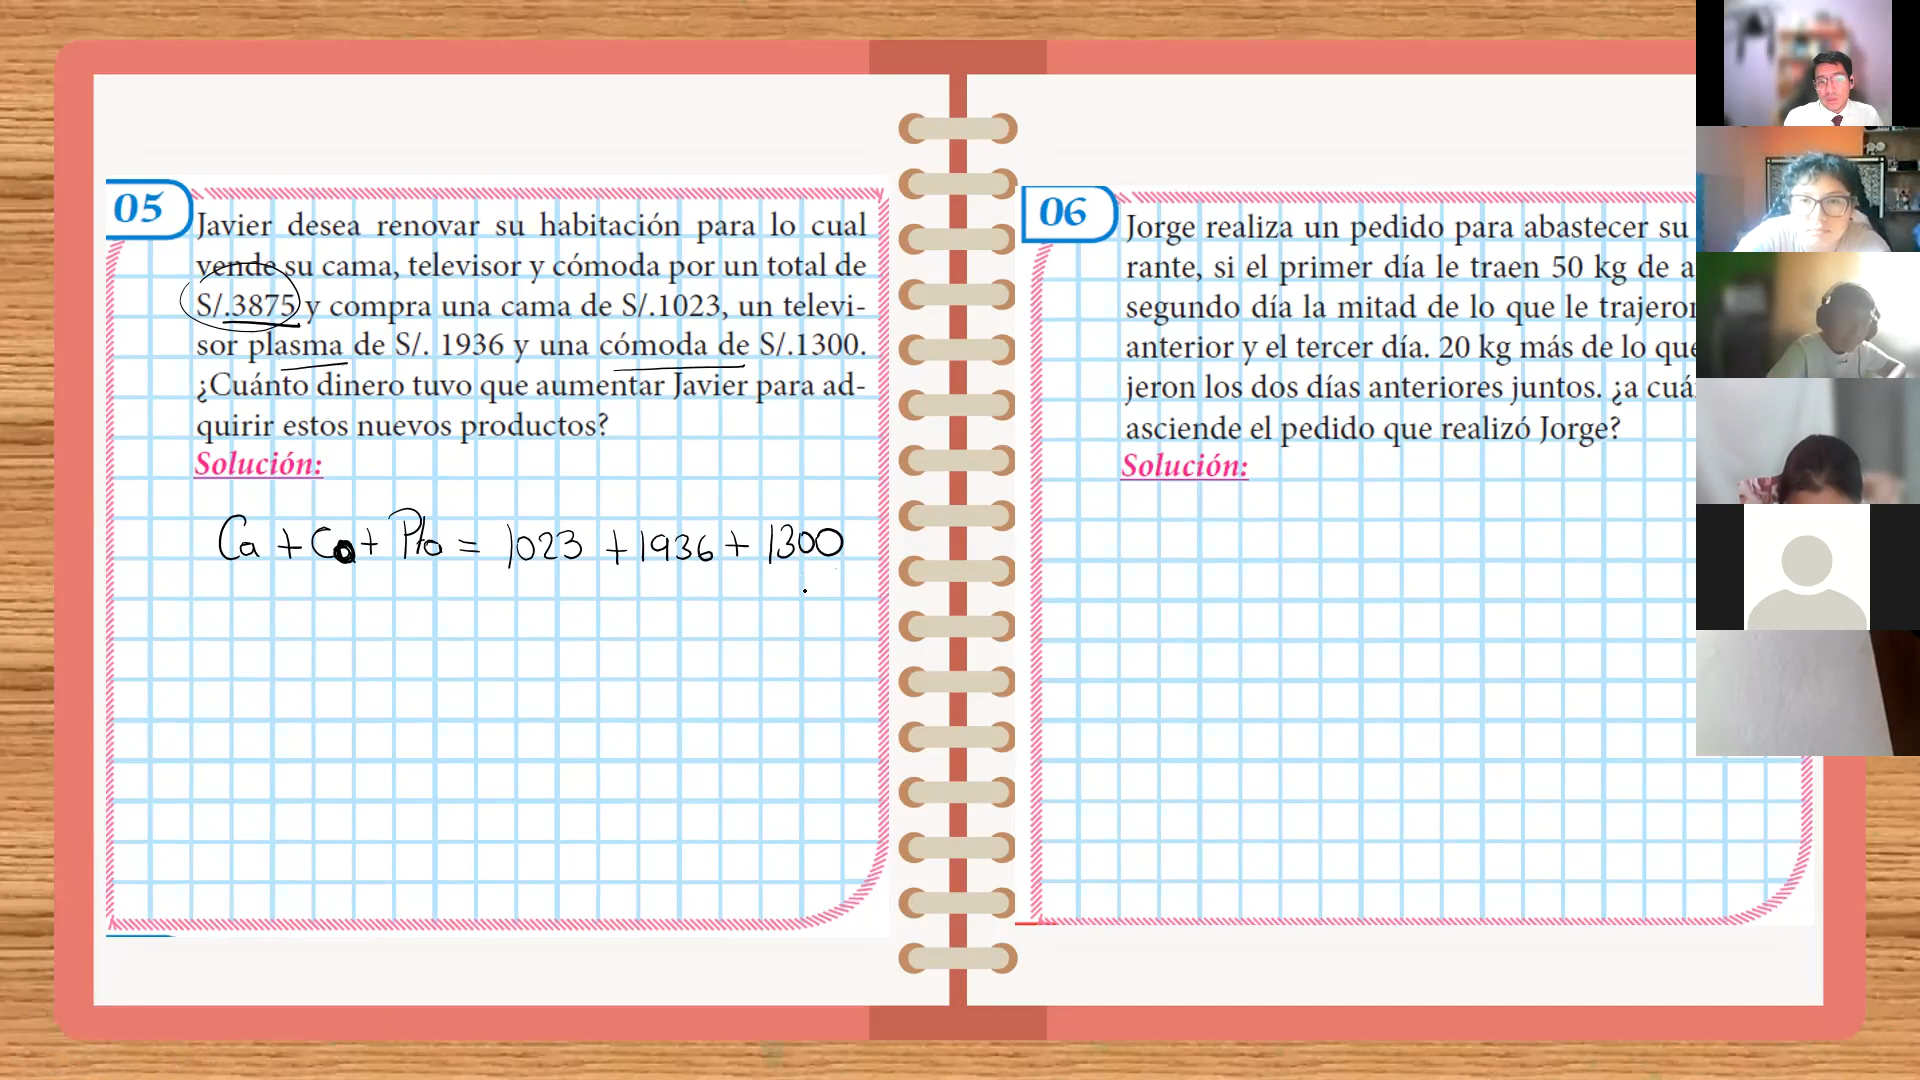 05
Javier desea renovar su habitación para lo cual
vende su cama, televisor y cómoda por un total de
S/.3875 y compra una cama de S/.1023, un televi-
sor plasma de S/. 1936 y una cómoda de S/.1300.
¿Cuánto dinero tuvo que aumentar Javier para ad-
quirir estos nuevos productos?
Solución:
Ca + Co + Pto = 1023 + 1936 + 1300
06
Jorge realiza un pedido para abastecer su
rante, si el primer día le traen 50 kg de a
segundo día la mitad de lo que le trajeron
anterior y el tercer día. 20 kg más de lo que
jeron los dos días anteriores juntos. ¿a cuá
asciende el pedido que realizó Jorge?
Solución: